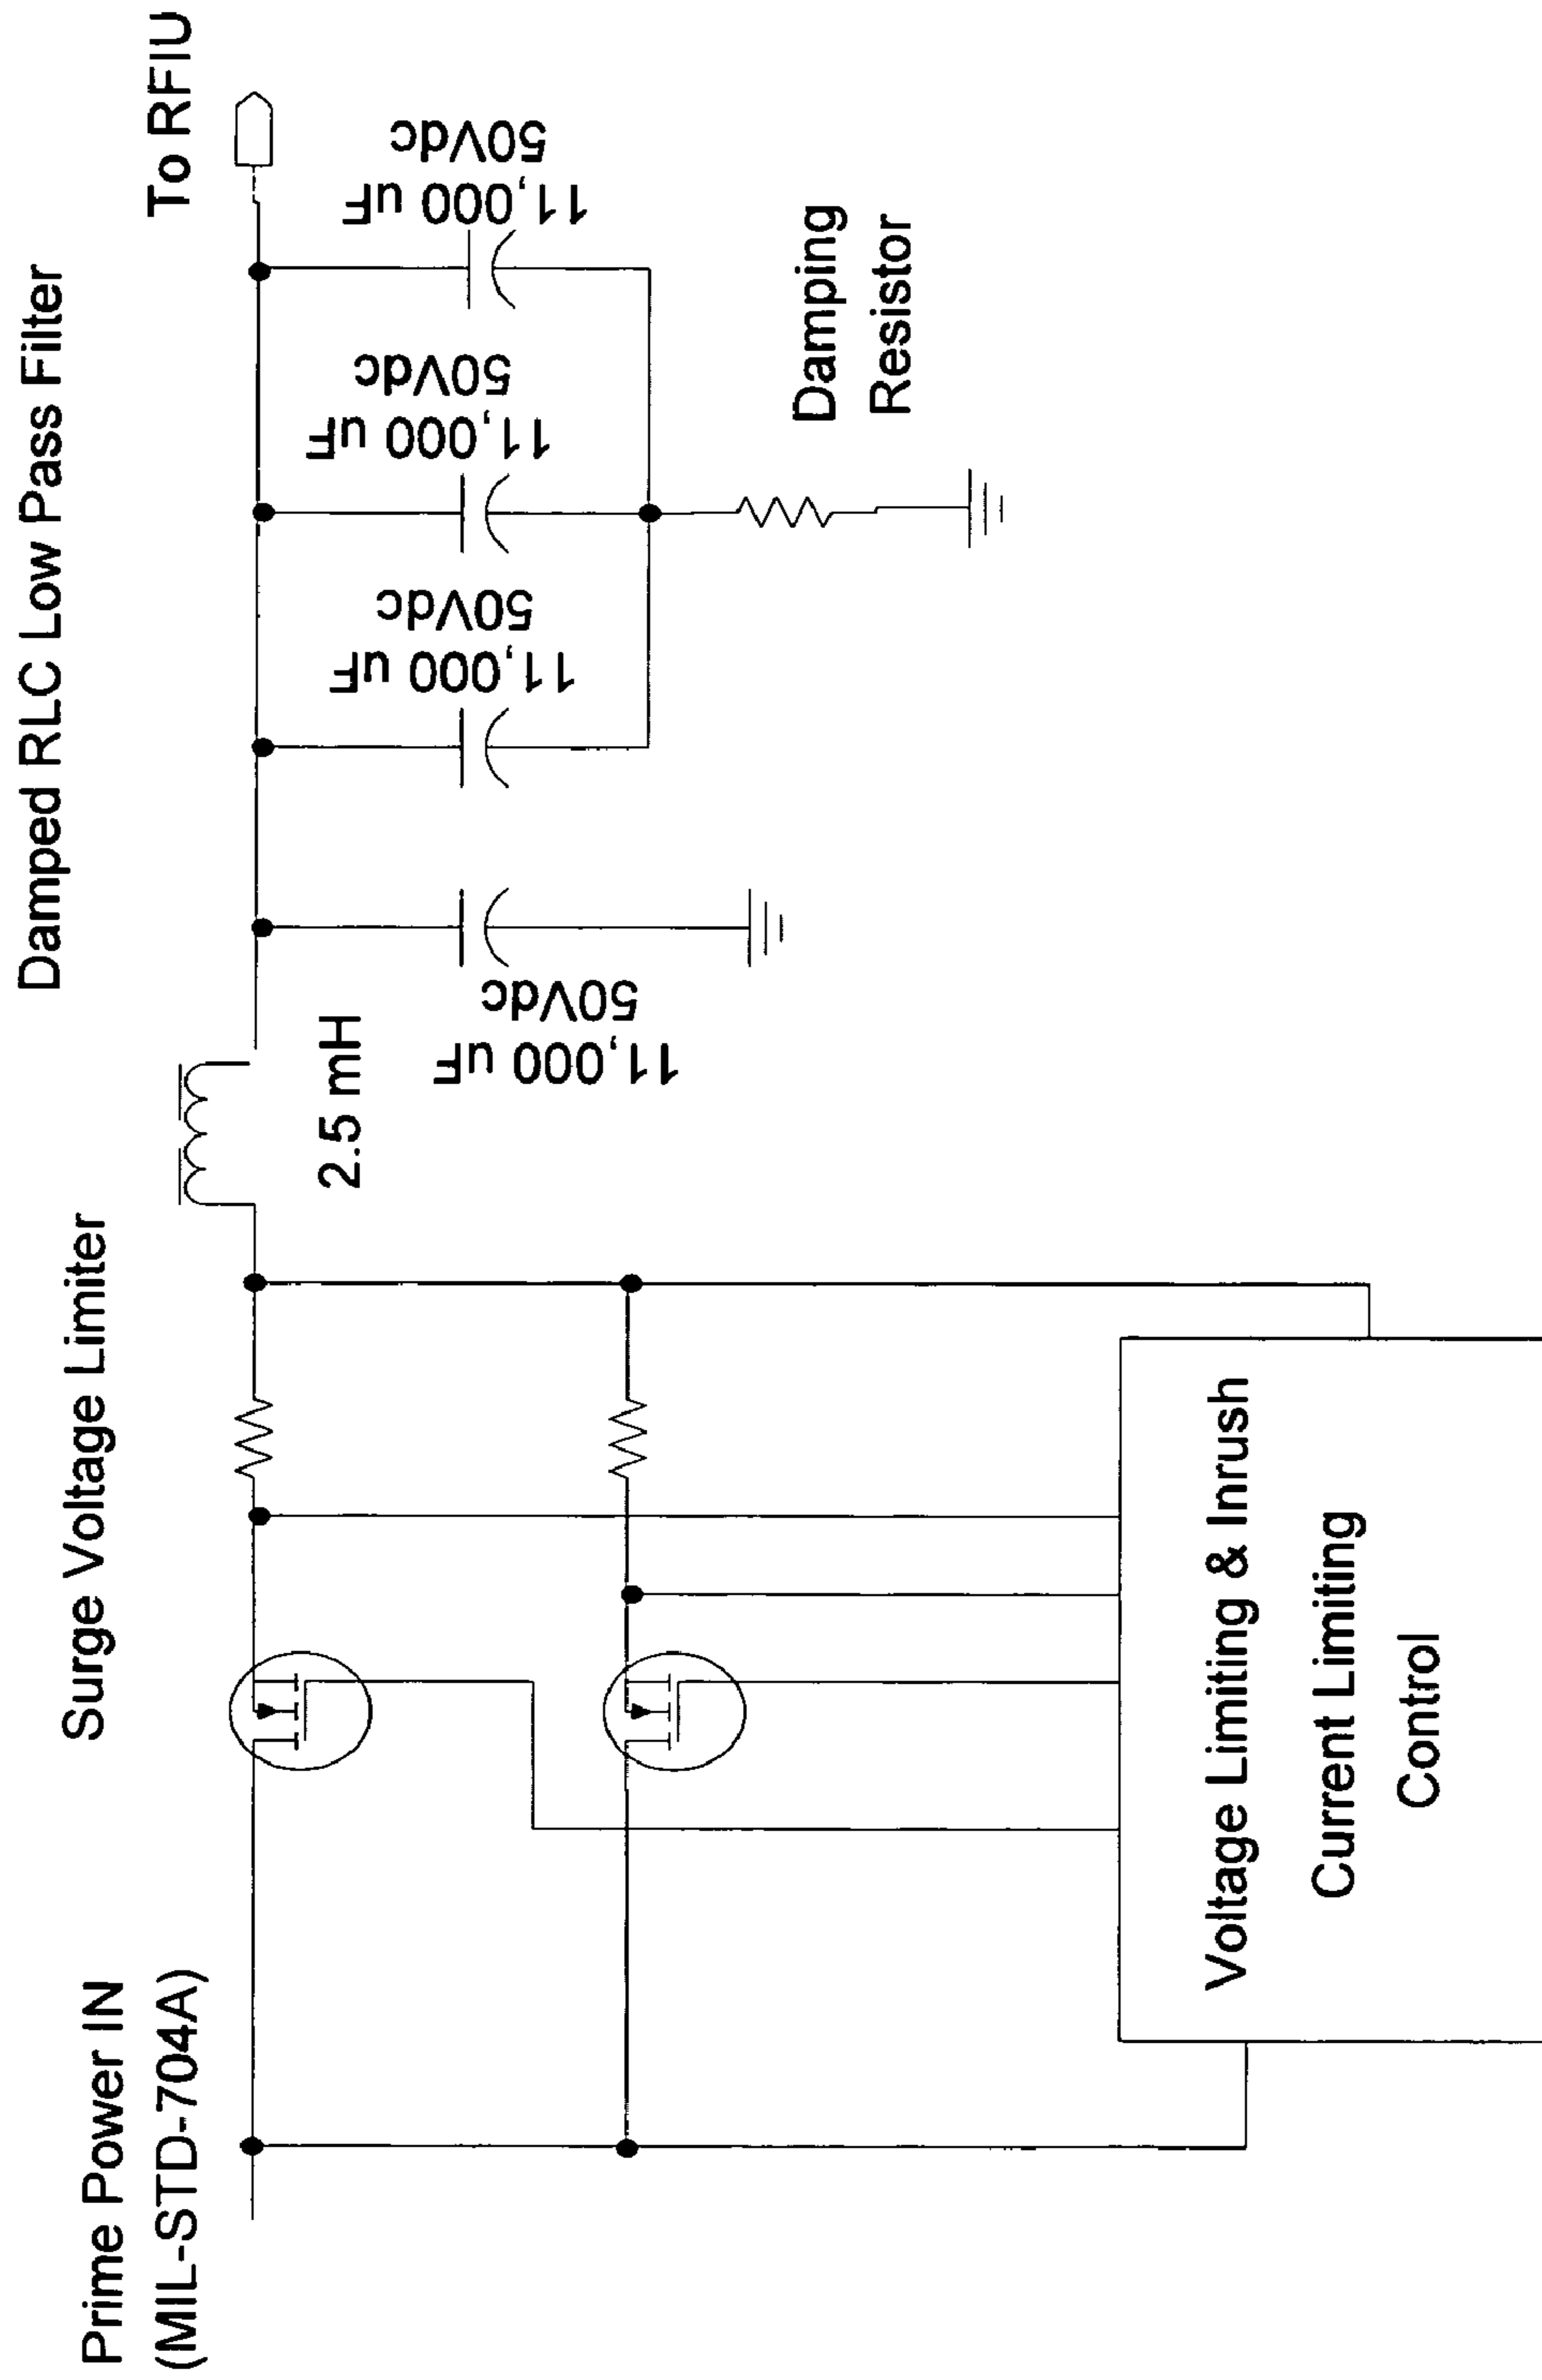 Prime Power IN
(MIL-STD-704A)
Surge Voltage Limiter
Damped RLC Low Pass Filter
To RFIU
2.5 mH
11,000 uF
50Vdc
11,000 uF
50Vdc
11,000 uF
50Vdc
11,000 uF
50Vdc
Damping
Resistor
Voltage Limiting & Inrush
Current Limiting
Control